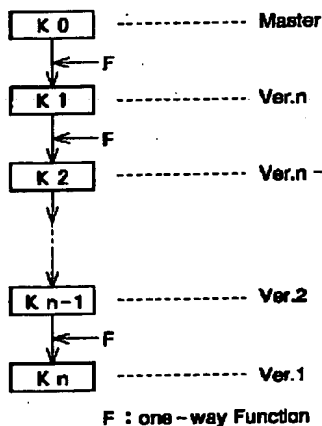 K 0 Master
F
K 1 Ver.n
F
K 2 Ver.n-
K n-1 Ver.2
F
K n Ver.1
F : one-way Function